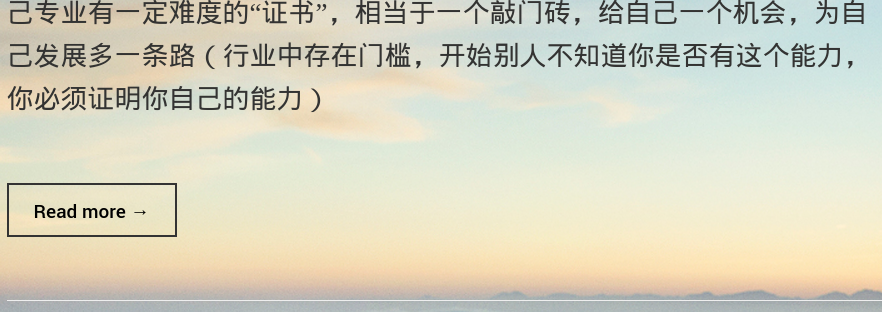 己专业有一定难度的“证书”，相当于一个敲门砖，给自己一个机会，为自
己发展多一条路（行业中存在门槛，开始别人不知道你是否有这个能力，
你必须证明你自己的能力）
Read more →